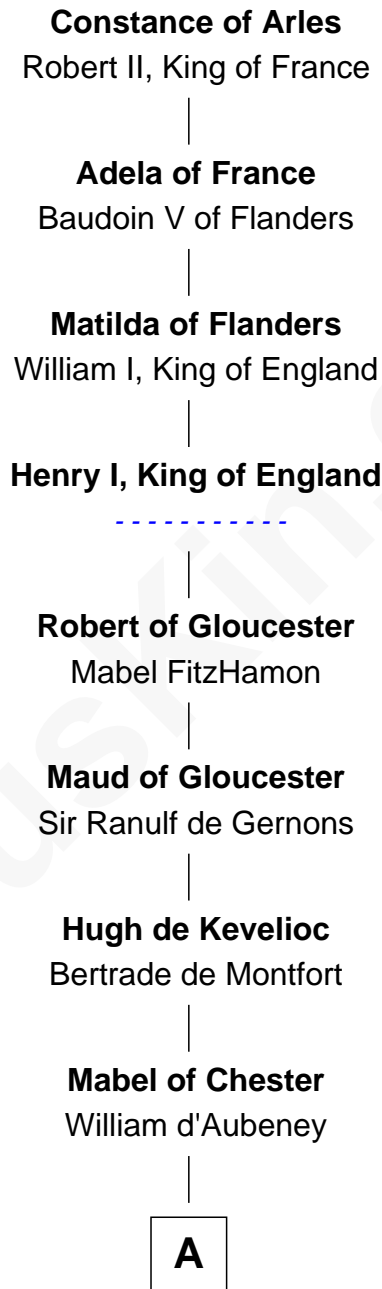 Constance of Arles
Robert II, King of France
Adela of France
Baudoin V of Flanders
Matilda of Flanders
William I, King of England
Henry I, King of England
- - - - - - - - - - -
Robert of Gloucester
Mabel FitzHamon
Maud of Gloucester
Sir Ranulf de Gernons
Hugh de Kevelioc
Bertrade de Montfort
Mabel of Chester
William d'Aubeney
A